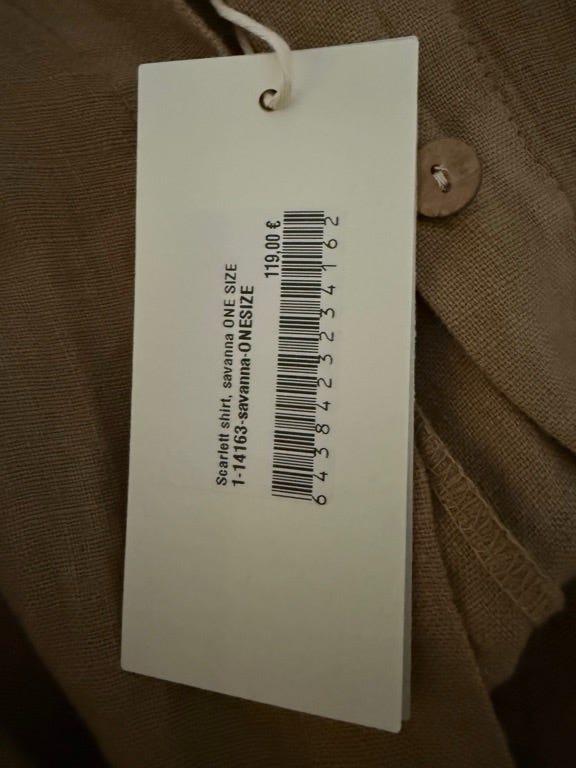 Scarlett shirt, savanna ONE SIZE
1-14163-savanna-ONESIZE
119,00 €
6438423234162